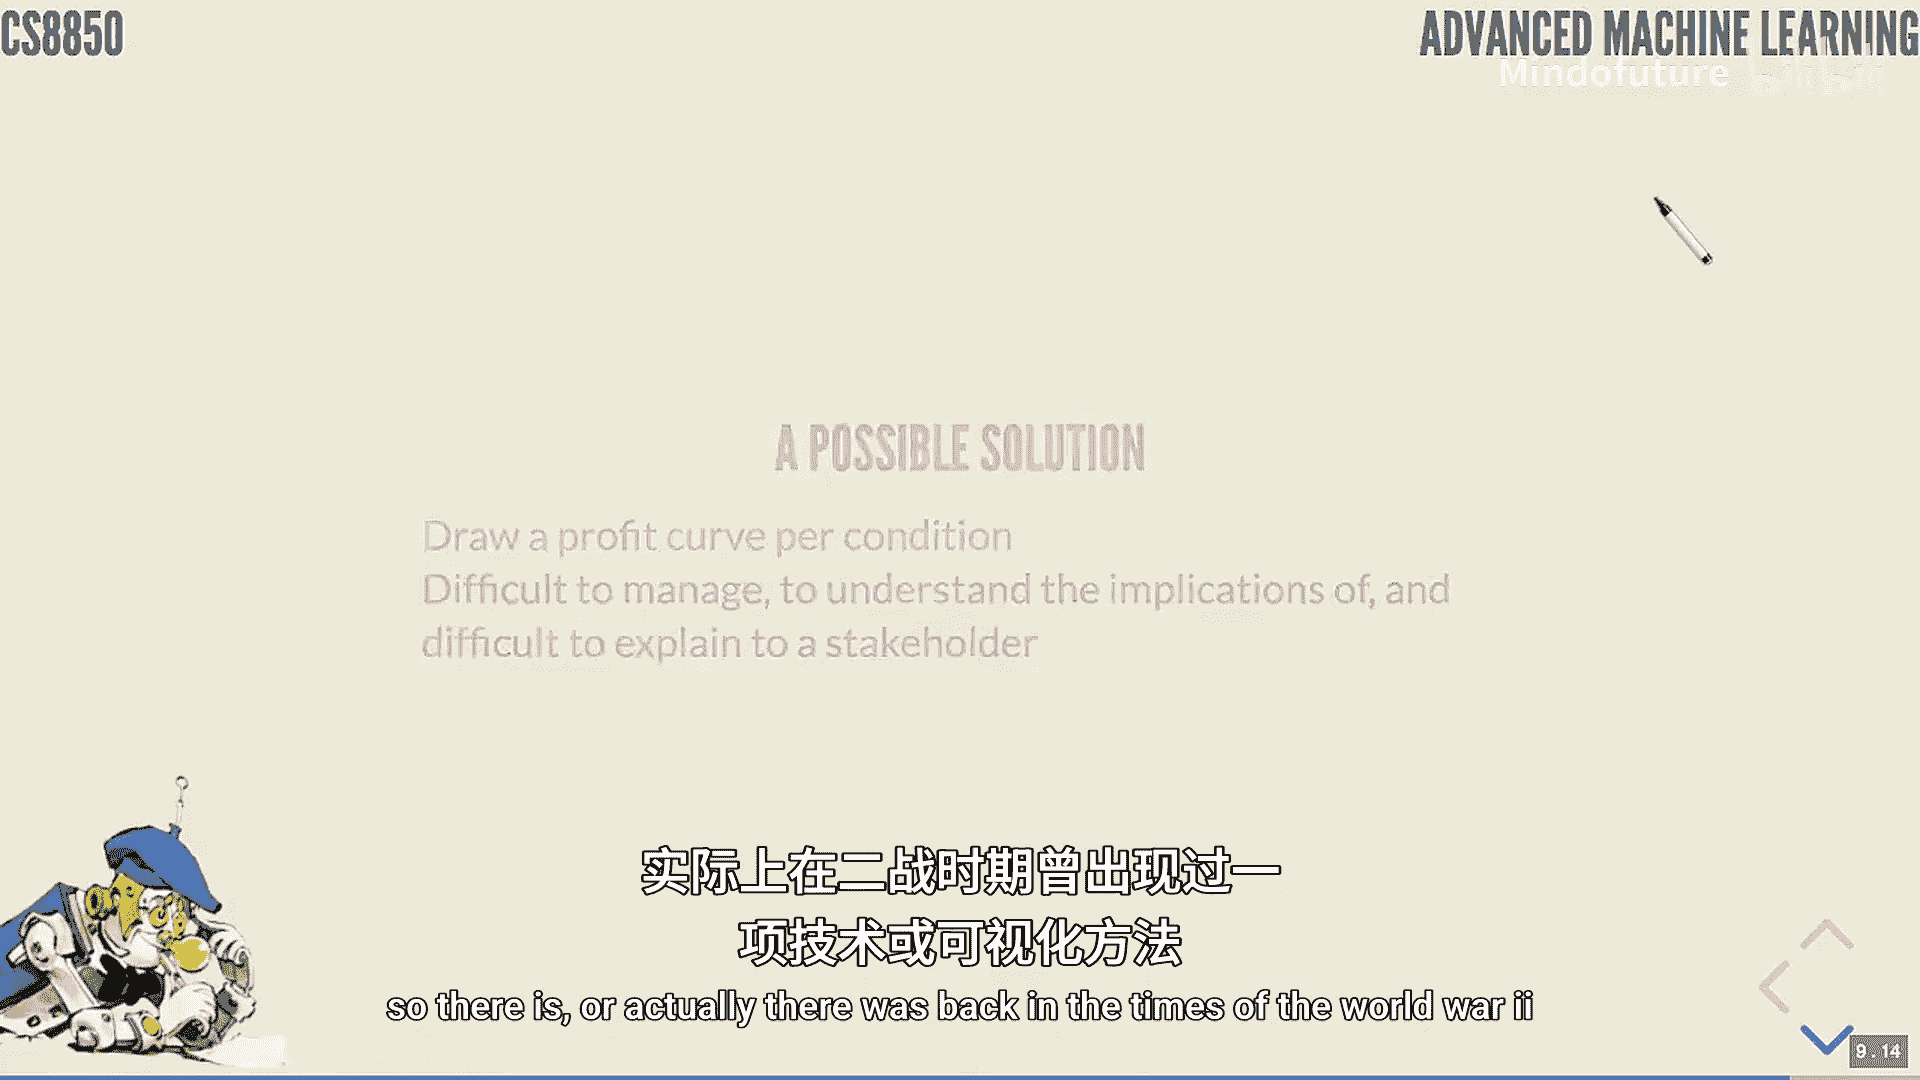 CS8850
ADVANCED MACHINE LEARNING
Mindofuture
A POSSIBLE SOLUTION
Draw a profit curve per condition
Difficult to manage, to understand the implications of, and
difficult to explain to a stakeholder
实际上在二战时期曾出现过一
项技术或可视化方法
so there is, or actually there was back in the times of the world war ii
9.14